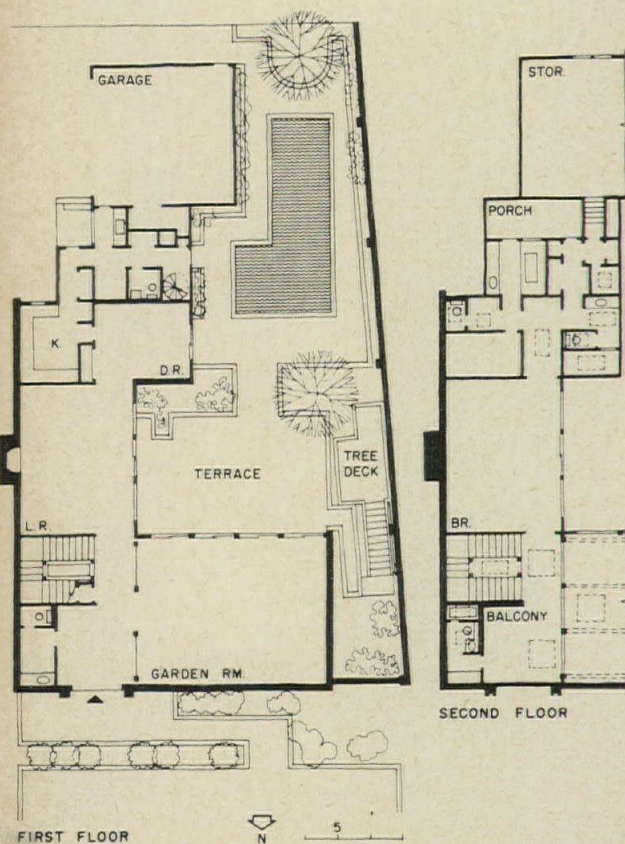 GARAGE
K.
D.R.
TERRACE
TREE
DECK
L.R.
GARDEN RM.
FIRST FLOOR
N
5
STOR.
PORCH
BR.
BALCONY
SECOND FLOOR